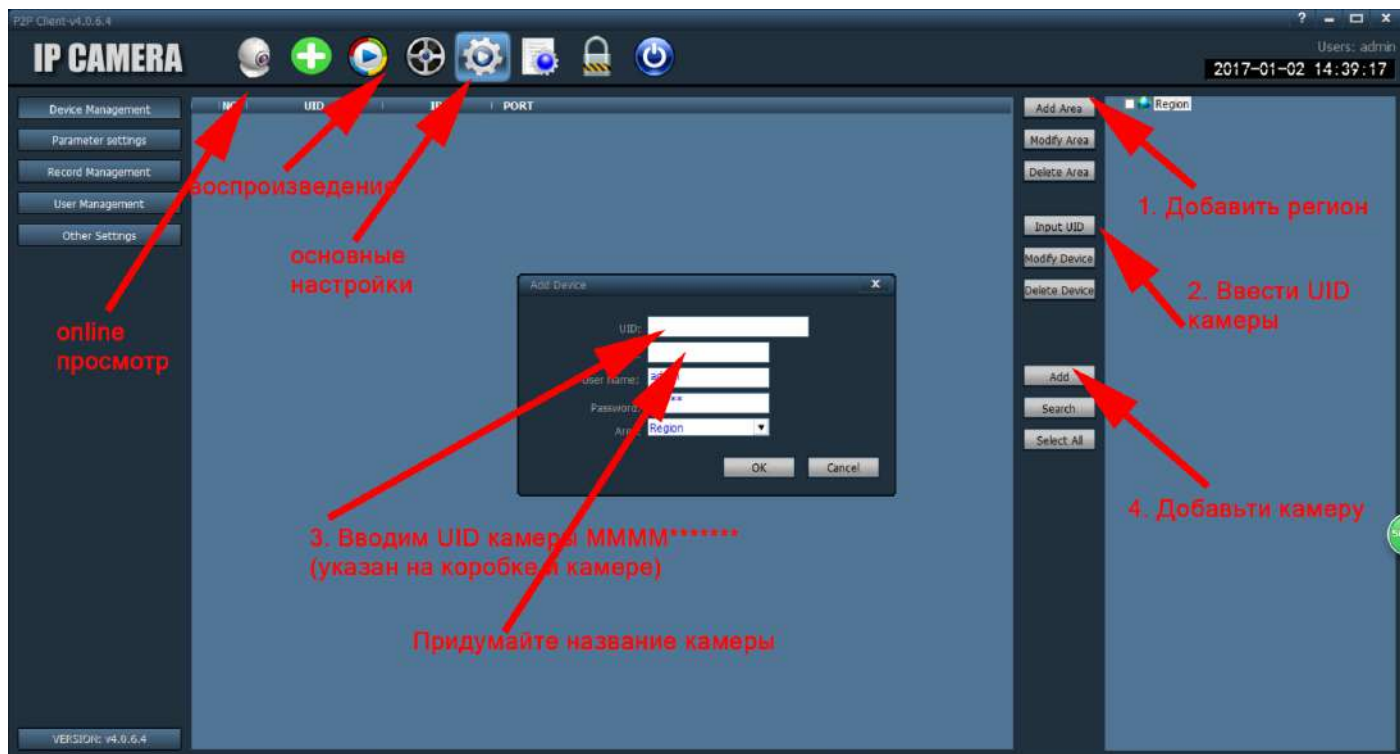 P2P Client-v4.0.6.4
IP CAMERA
Users: admin
2017-01-02 14:39:17
Device Management
Parameter settings
Record Management
User Management
Other Settings
VERSION: v4.0.6.4
UID
PORT
воспроизведение
основные
настройки
online
просмотр
Add Device
UID:
User name:
Password:
Region
OK
Cancel
3. Вводим UID камеры MMMM*******
(указан на коробке и камере)
Придумайте название камеры
Add Area
Modify Area
Delete Area
Input UID
Modify Device
Delete Device
Add
Search
Select All
Region
1. Добавить регион
2. Ввести UID
камеры
4. Добавьти камеру